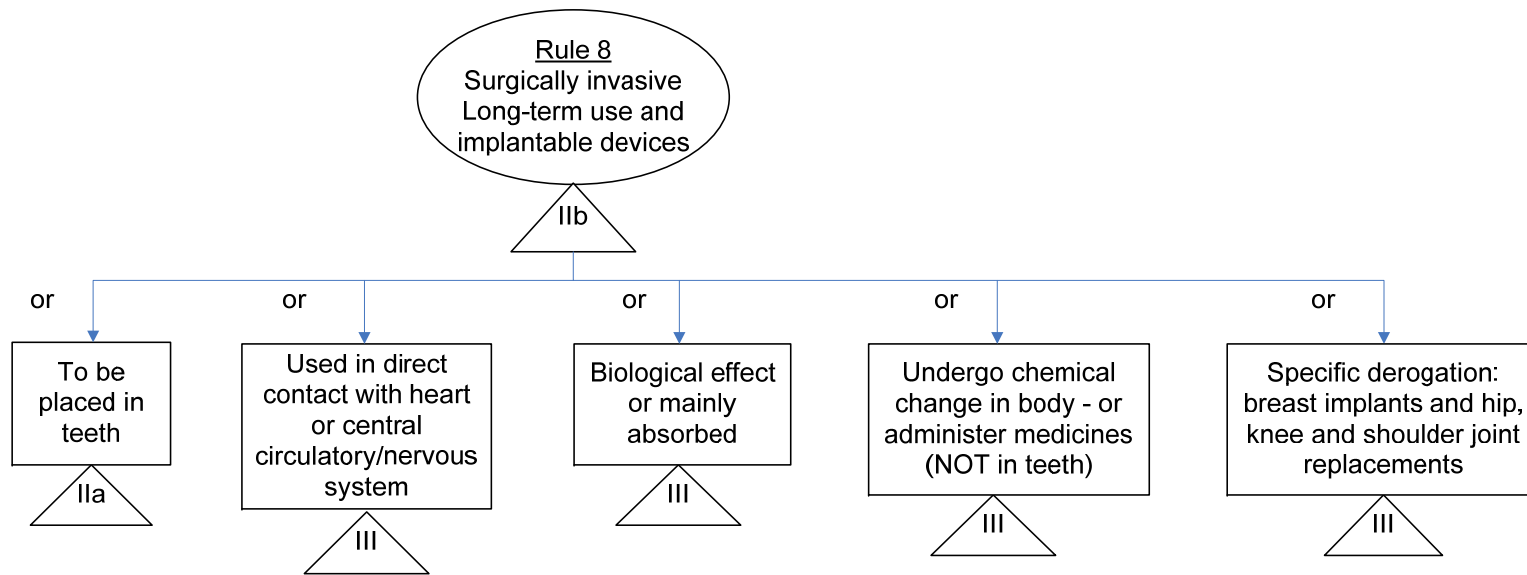 Rule 8
Surgically invasive
Long-term use and
implantable devices
IIb
or
or
or
or
or
To be
placed in
teeth
IIa
Used in direct
contact with heart
or central
circulatory/nervous
system
III
Biological effect
or mainly
absorbed
III
Undergo chemical
change in body - or
administer medicines
(NOT in teeth)
III
Specific derogation:
breast implants and hip,
knee and shoulder joint
replacements
III